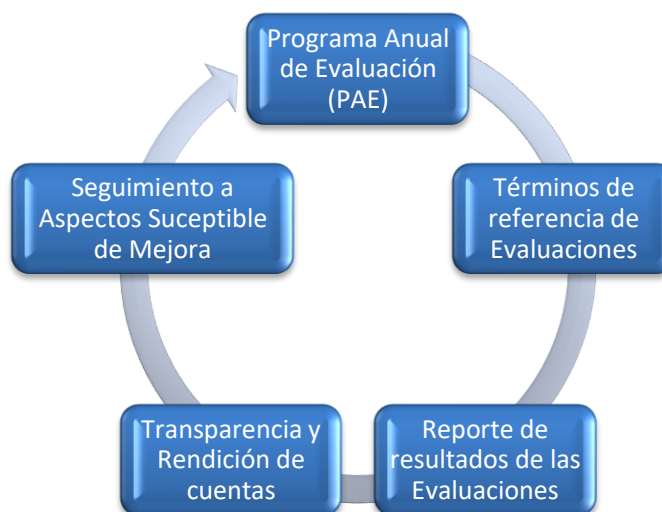 Programa Anual
de Evaluación
(PAE)
Términos de
referencia de
Evaluaciones
Reporte de
resultados de las
Evaluaciones
Transparencia y
Rendición de
cuentas
Seguimiento a
Aspectos Suceptible
de Mejora